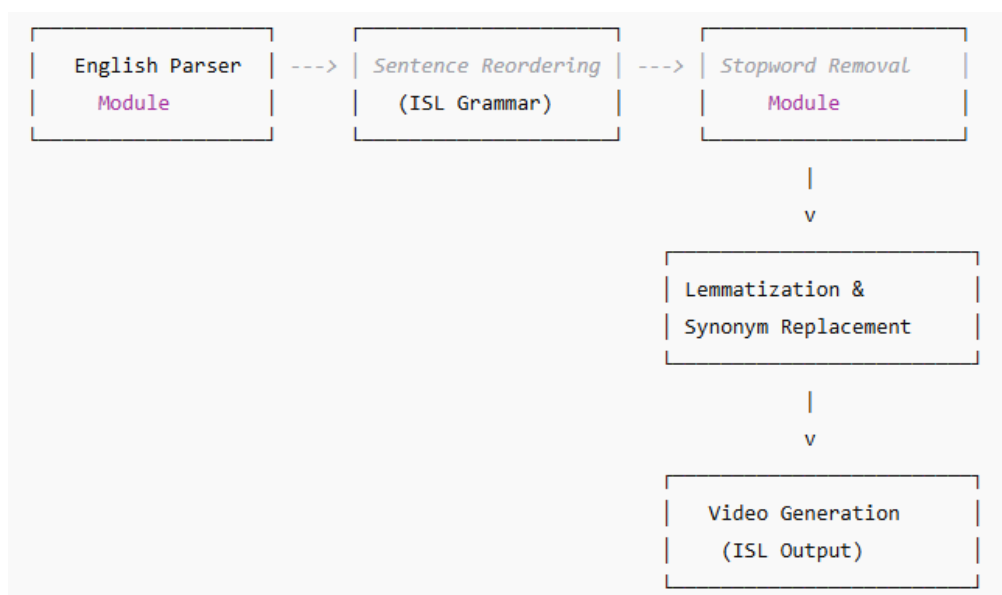 English Parser ---> Sentence Reordering ---> Stopword Removal
Module (ISL Grammar) Module
|
v
Lemmatization &
Synonym Replacement
|
v
Video Generation
(ISL Output)